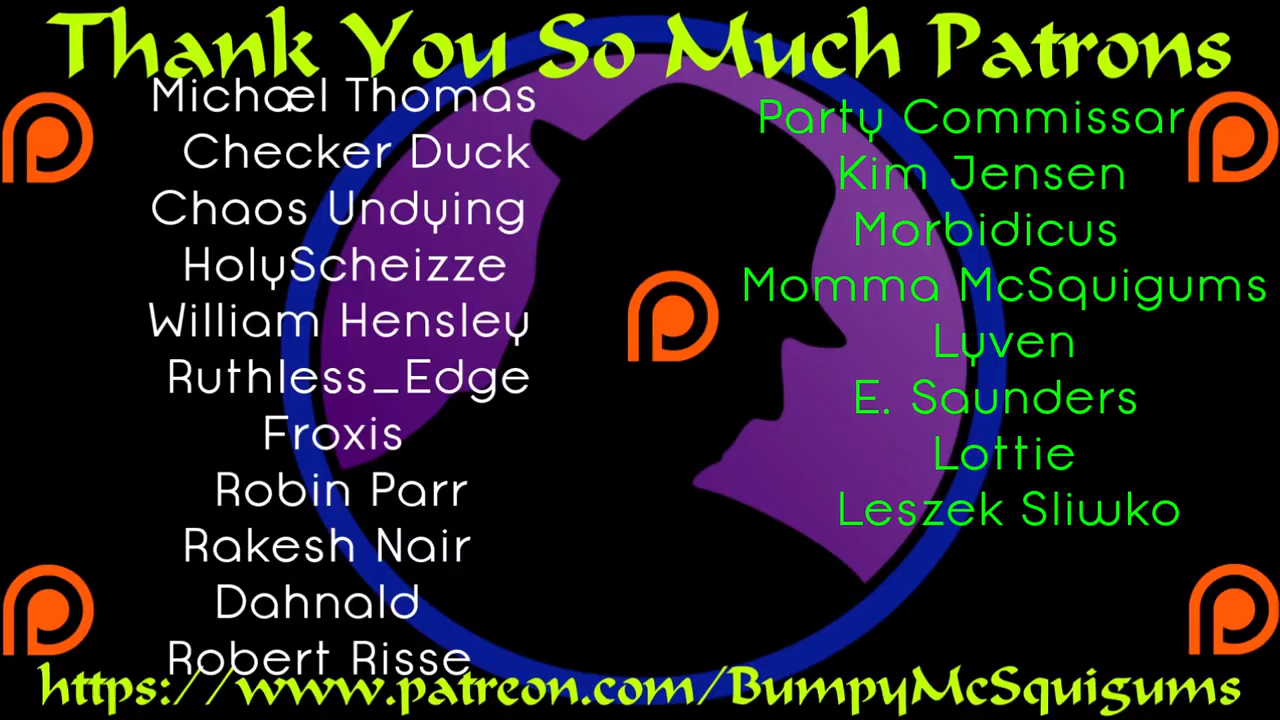 Thank You So Much Patrons
Michael Thomas
Checker Duck
Chaos Undying
HolyScheizze
William Hensley
Ruthless_Edge
Froxis
Robin Parr
Rakesh Nair
Dahnald
Robert Risse
Party Commissar
Kim Jensen
Morbidicus
Momma McSquigums
Lyven
E. Saunders
Lottie
Leszek Sliwko
https://www.patreon.com/BumpyMcSquigums